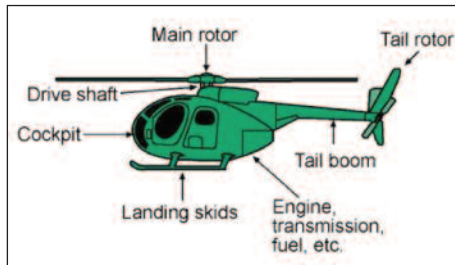 Main rotor
Tail rotor
Drive shaft
Cockpit
Tail boom
Landing skids
Engine,
transmission,
fuel, etc.